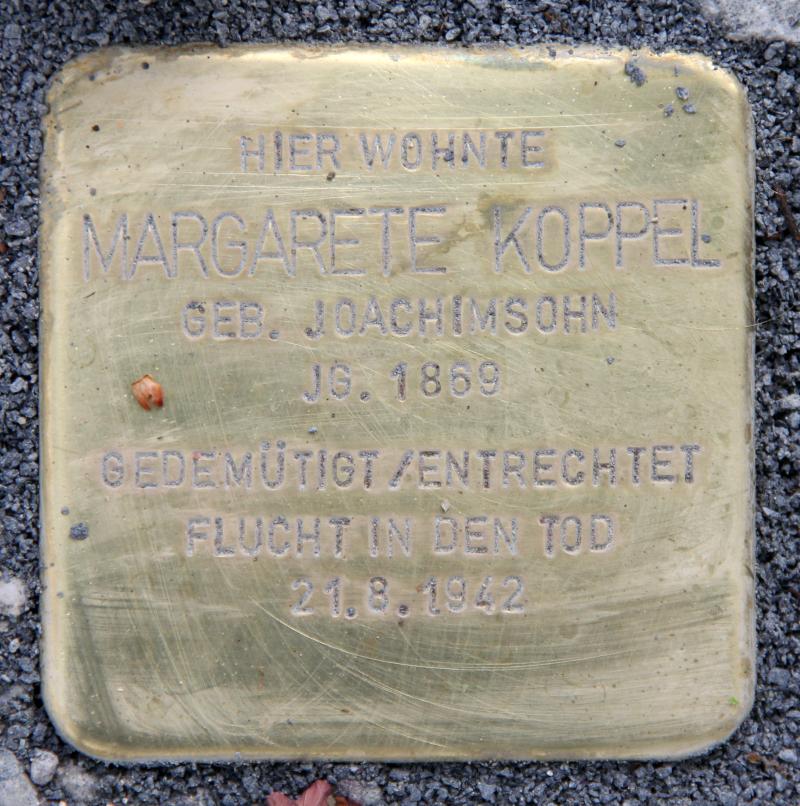 HIER WOHNTE
MARGARETE KOPPEL
GEB. JOACHIMSOHN
JG. 1869
GEDEMÜTIGT/ENTRECHTET
FLUCHT IN DEN TOD
21.8.1942